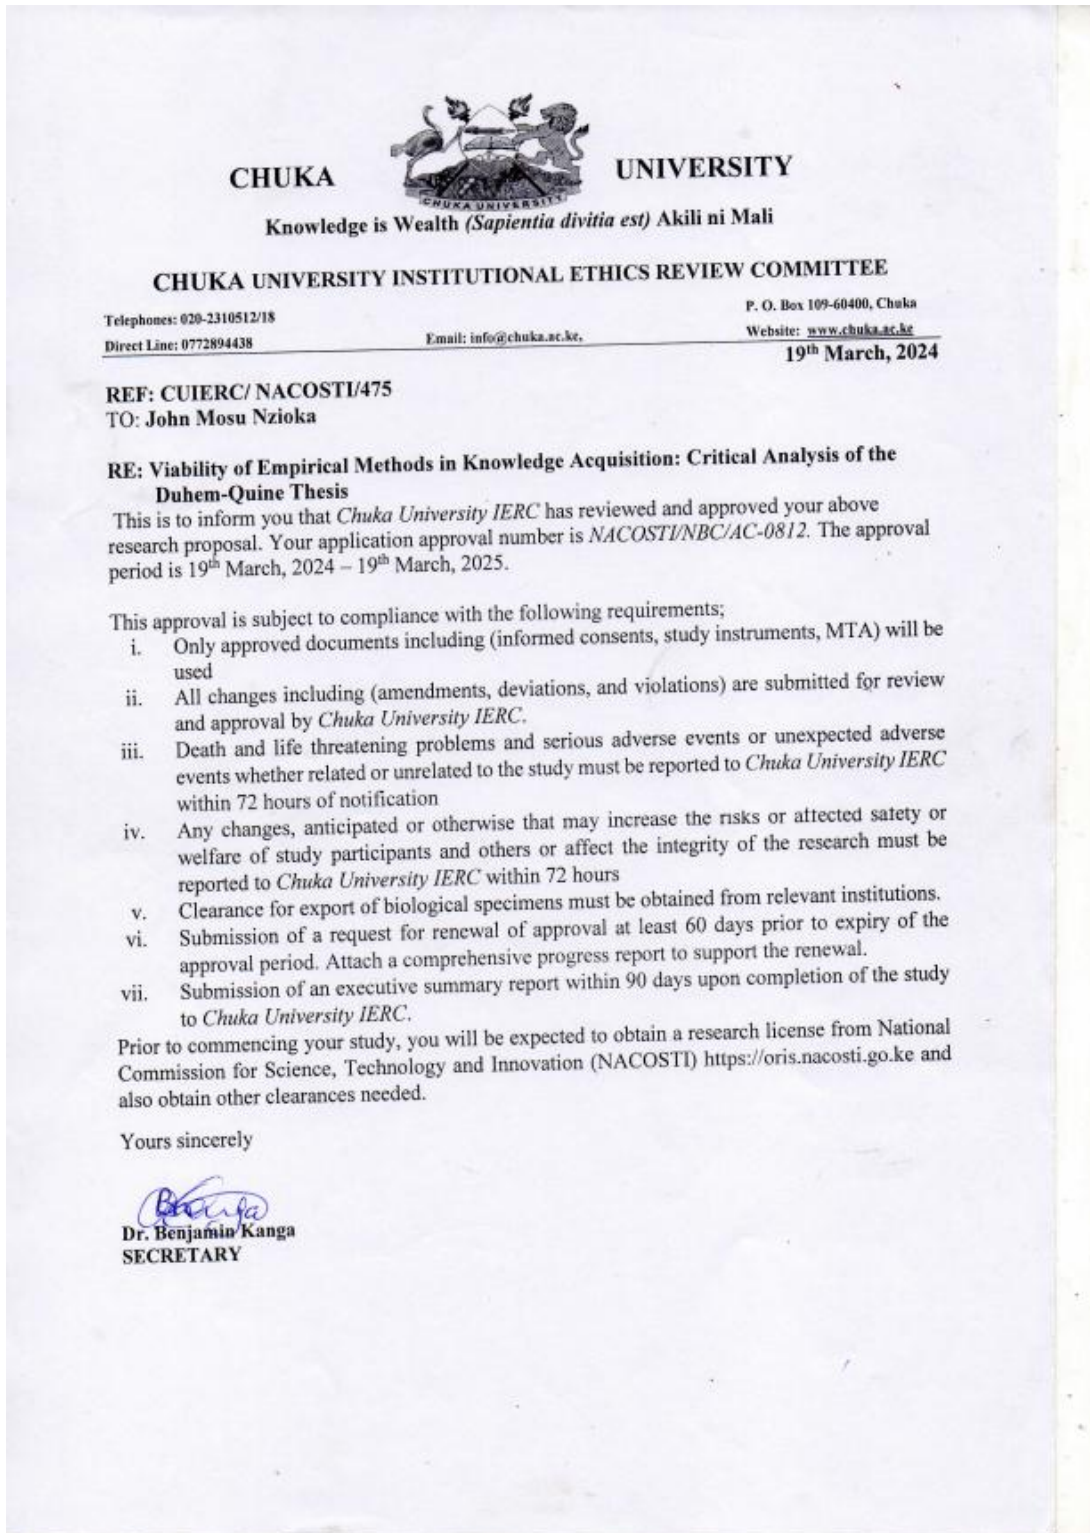 CHUKA UNIVERSITY
CHUKA UNIVERSITY
Knowledge is Wealth (Sapientia divitia est) Akili ni Mali
CHUKA UNIVERSITY INSTITUTIONAL ETHICS REVIEW COMMITTEE
Telephones: 020-2310512/18
P. O. Box 109-60400, Chuka
Direct Line: 0772894438
Email: info@chuka.ac.ke,
Website: www.chuka.ac.ke
19th March, 2024
REF: CUIERC/ NACOSTI/475
TO: John Mosu Nzioka
RE: Viability of Empirical Methods in Knowledge Acquisition: Critical Analysis of the
Duhem-Quine Thesis
This is to inform you that Chuka University IERC has reviewed and approved your above
research proposal. Your application approval number is NACOSTI/NBC/AC-0812. The approval
period is 19th March, 2024 – 19th March, 2025.
This approval is subject to compliance with the following requirements;
i. Only approved documents including (informed consents, study instruments, MTA) will be
used
ii. All changes including (amendments, deviations, and violations) are submitted for review
and approval by Chuka University IERC.
iii. Death and life threatening problems and serious adverse events or unexpected adverse
events whether related or unrelated to the study must be reported to Chuka University IERC
within 72 hours of notification
iv. Any changes, anticipated or otherwise that may increase the risks or affected safety or
welfare of study participants and others or affect the integrity of the research must be
reported to Chuka University IERC within 72 hours
v. Clearance for export of biological specimens must be obtained from relevant institutions.
vi. Submission of a request for renewal of approval at least 60 days prior to expiry of the
approval period. Attach a comprehensive progress report to support the renewal.
vii. Submission of an executive summary report within 90 days upon completion of the study
to Chuka University IERC.
Prior to commencing your study, you will be expected to obtain a research license from National
Commission for Science, Technology and Innovation (NACOSTI) https://oris.nacosti.go.ke and
also obtain other clearances needed.
Yours sincerely
Dr. Benjamin Kanga
SECRETARY